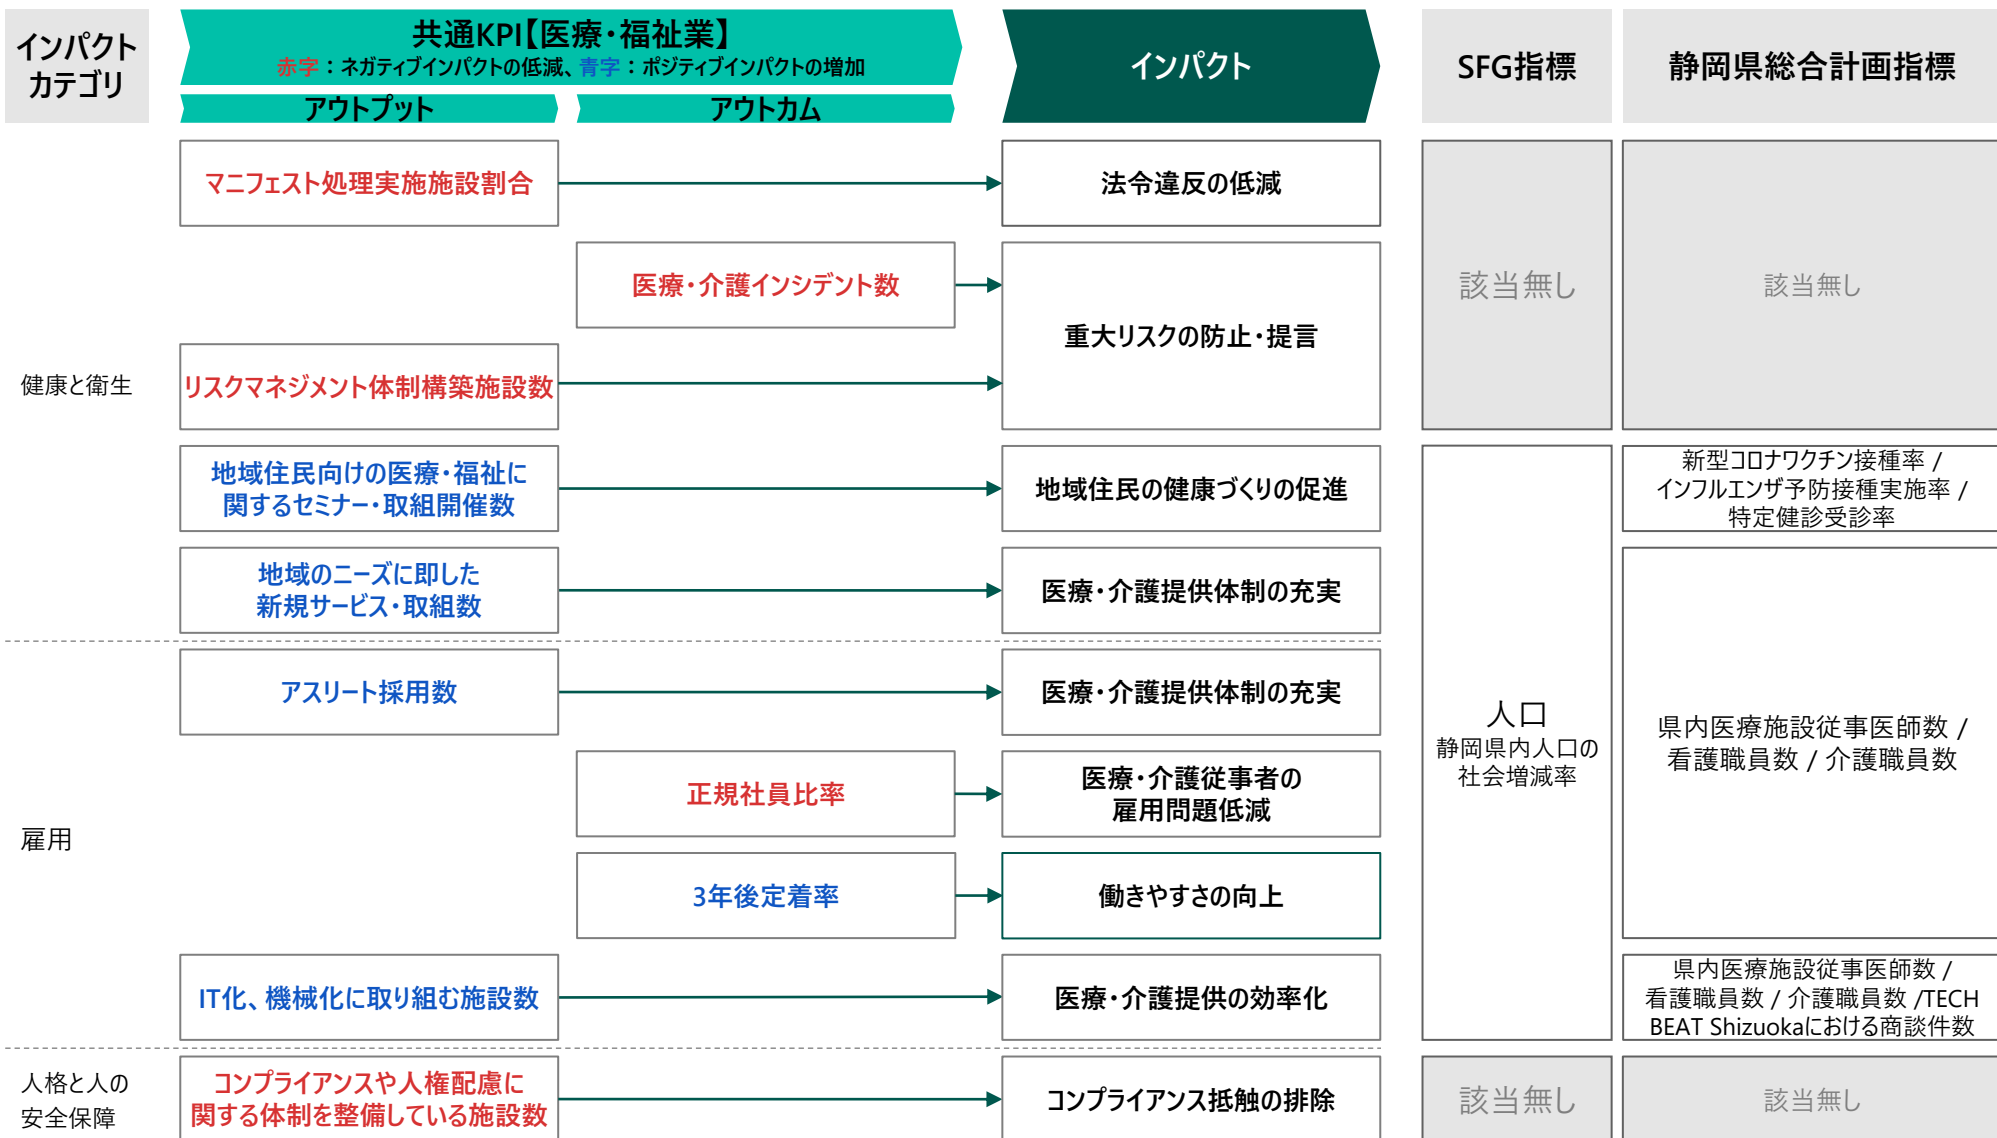 インパクト
カテゴリ
共通KPI【医療・福祉業】
赤字：ネガティブインパクトの低減、青字：ポジティブインパクトの増加
アウトプット
アウトカム
インパクト
SFG指標
静岡県総合計画指標
健康と衛生
マニフェスト処理実施施設割合
法令違反の低減
医療・介護インシデント数
重大リスクの防止・提言
リスクマネジメント体制構築施設数
該当無し
該当無し
地域住民向けの医療・福祉に
関するセミナー・取組開催数
地域住民の健康づくりの促進
新型コロナワクチン接種率 /
インフルエンザ予防接種実施率 /
特定健診受診率
地域のニーズに即した
新規サービス・取組数
医療・介護提供体制の充実
雇用
アスリート採用数
医療・介護提供体制の充実
人口
静岡県内人口の
社会増減率
県内医療施設従事医師数 /
看護職員数 / 介護職員数
正規社員比率
医療・介護従事者の
雇用問題低減
3年後定着率
働きやすさの向上
IT化、機械化に取り組む施設数
医療・介護提供の効率化
県内医療施設従事医師数 /
看護職員数 / 介護職員数 /TECH
BEAT Shizuokaにおける商談件数
人格と人の
安全保障
コンプライアンスや人権配慮に
関する体制を整備している施設数
コンプライアンス抵触の排除
該当無し
該当無し